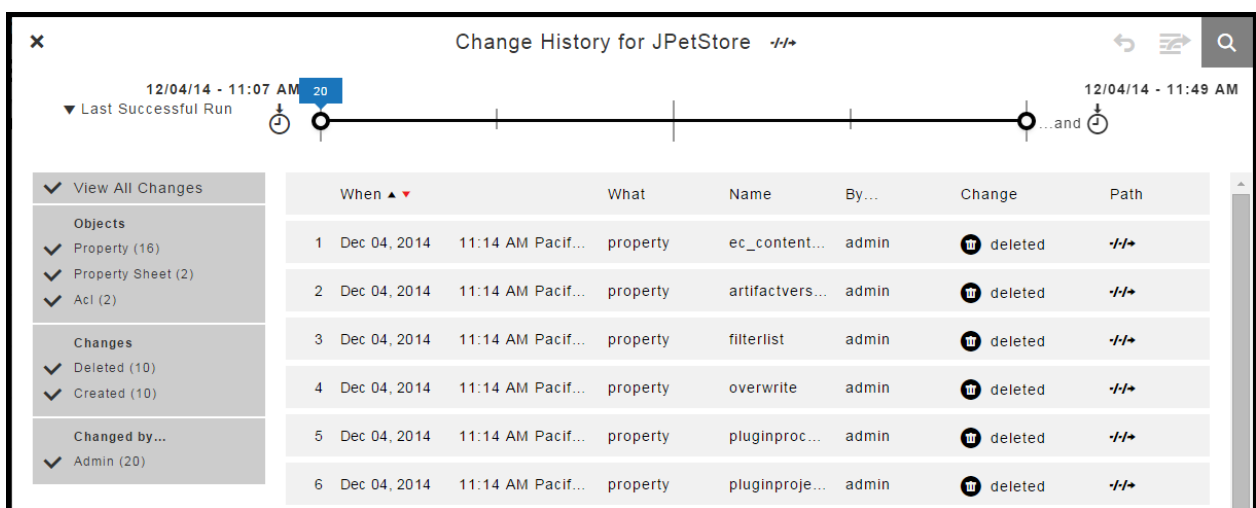 Change History for JPetStore
12/04/14 - 11:07 AM
20
12/04/14 - 11:49 AM
Last Successful Run
...and
View All Changes
Objects
Property (16)
Property Sheet (2)
Acl (2)
Changes
Deleted (10)
Created (10)
Changed by...
Admin (20)
When What Name By... Change Path
1 Dec 04, 2014 11:14 AM Pacif... property ec_content... admin deleted
2 Dec 04, 2014 11:14 AM Pacif... property artifactvers... admin deleted
3 Dec 04, 2014 11:14 AM Pacif... property filterlist admin deleted
4 Dec 04, 2014 11:14 AM Pacif... property overwrite admin deleted
5 Dec 04, 2014 11:14 AM Pacif... property pluginproc... admin deleted
6 Dec 04, 2014 11:14 AM Pacif... property pluginproje... admin deleted